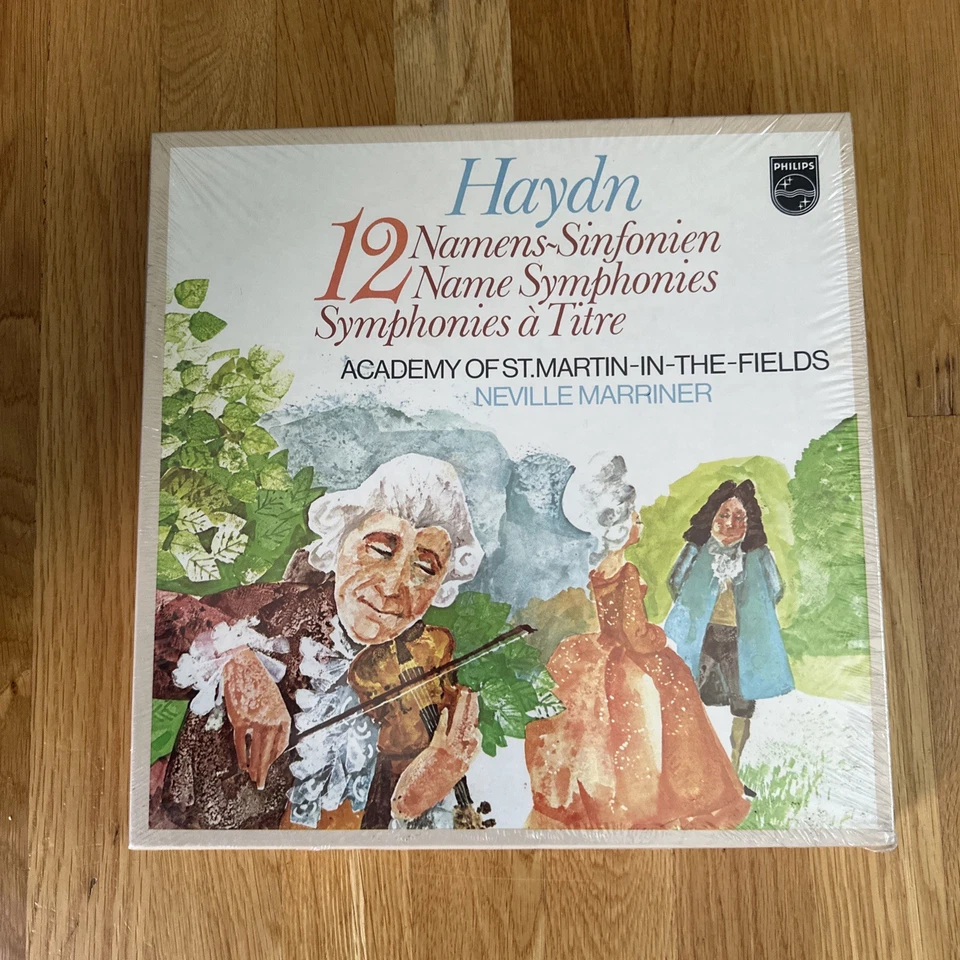 Haydn
PHILIPS
12 Namens-Sinfonien
Name Symphonies
Symphonies à Titre
ACADEMY OF ST.MARTIN-IN-THE-FIELDS
NEVILLE MARRINER